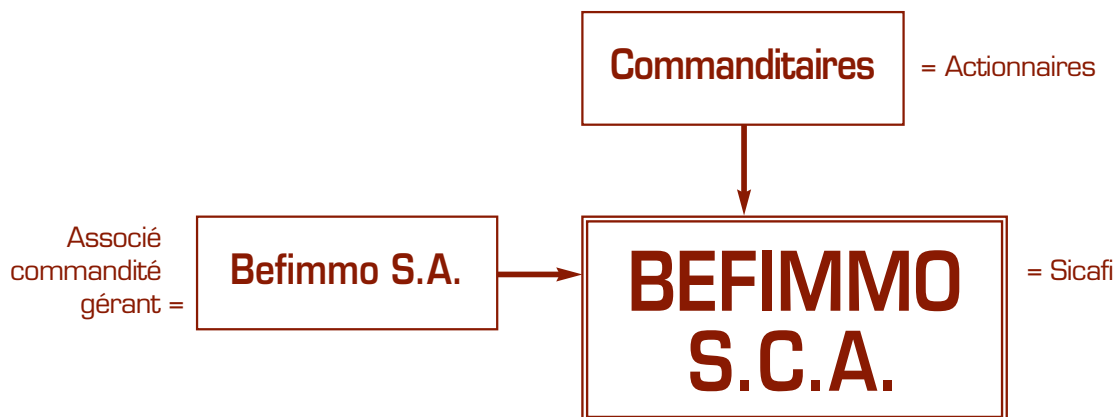 Commanditaires
= Actionnaires
Associé
commandité
gérant =
Befimmo S.A.
BEFIMMO
S.C.A.
= Sicafi